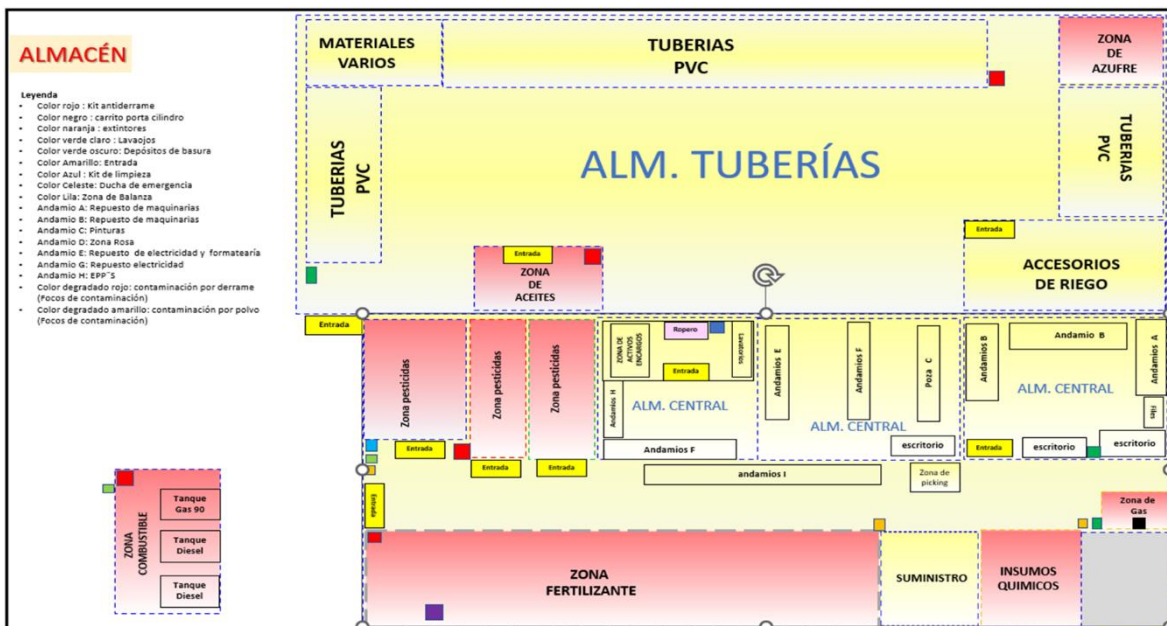 ALMACÉN
Leyenda
Color rojo : Kit antiderrame
Color negro : carrito porta cilindro
Color naranja : extintores
Color verde claro : Lavaojos
Color verde oscuro: Depósitos de basura
Color Amarillo: Entrada
Color Azul : Kit de limpieza
Color Celeste: Ducha de emergencia
Color Lila: Zona de Balanza
Andamio A: Repuesto de maquinarias
Andamio B: Repuesto de maquinarias
Andamio C: Pinturas
Andamio D: Zona Rosa
Andamio E: Repuesto de electricidad y formatearía
Andamio G: Repuesto electricidad
Andamio H: EPP¨S
Color degradado rojo: contaminación por derrame
(Focos de contaminación)
Color degradado amarillo: contaminación por polvo
(Focos de contaminación)
MATERIALES
VARIOS
TUBERIAS
PVC
ZONA
DE
AZUFRE
TUBERIAS
PVC
ALM. TUBERÍAS
TUBERIAS
PVC
Entrada
ZONA
DE
ACEITES
Entrada
ACCESORIOS
DE RIEGO
Entrada
Zona pesticidas
Zona pesticidas
Zona pesticidas
ZONA DE
ACTIVOS
ENCARGOS
Ropero
Lavatorios
Entrada
Andamios H
ALM. CENTRAL
Andamios F
Andamios E
Andamios F
Poza C
ALM. CENTRAL
escritorio
Andamios B
Andamio B
Andamios A
ALM. CENTRAL
Files
Entrada
escritorio
escritorio
Entrada
Entrada
Entrada
andamios I
Zona de
picking
Entrada
Zona de
Gas
ZONA
COMBUSTIBLE
Tanque
Gas 90
Tanque
Diesel
Tanque
Diesel
ZONA
FERTILIZANTE
SUMINISTRO
INSUMOS
QUIMICOS